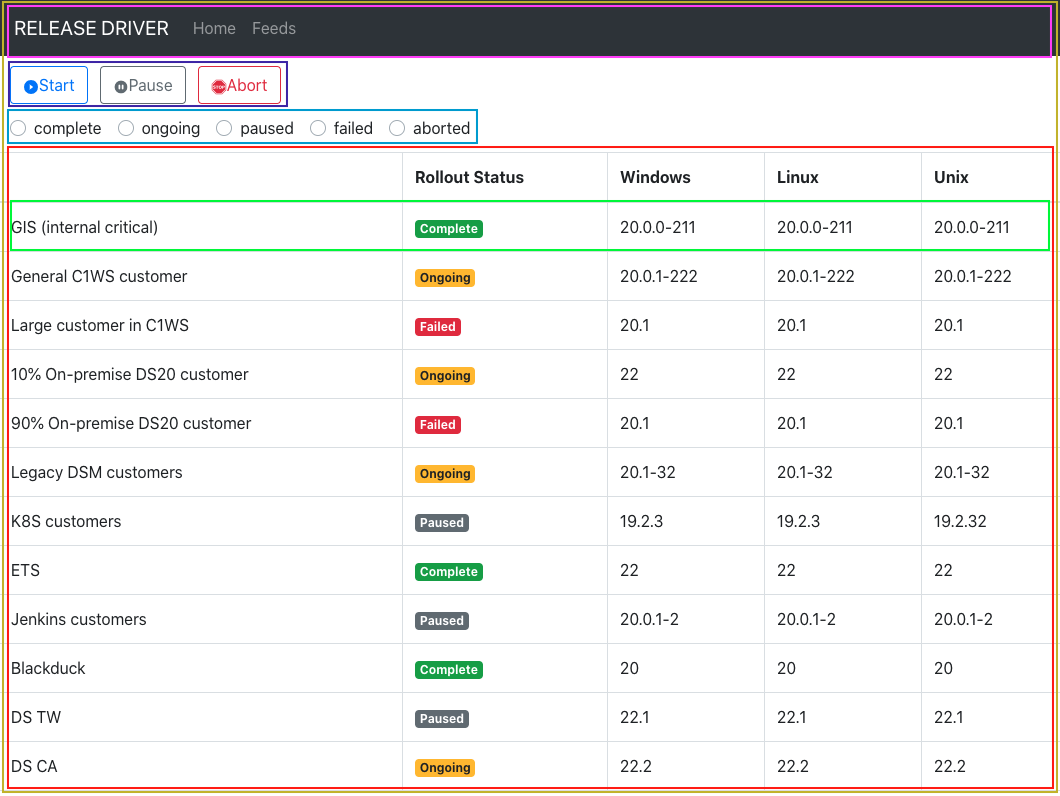 RELEASE DRIVER Home Feeds
Start Pause STOP Abort
complete ongoing paused failed aborted
Rollout Status Windows Linux Unix
GIS (internal critical) Complete 20.0.0-211 20.0.0-211 20.0.0-211
General C1WS customer Ongoing 20.0.1-222 20.0.1-222 20.0.1-222
Large customer in C1WS Failed 20.1 20.1 20.1
10% On-premise DS20 customer Ongoing 22 22 22
90% On-premise DS20 customer Failed 20.1 20.1 20.1
Legacy DSM customers Ongoing 20.1-32 20.1-32 20.1-32
K8S customers Paused 19.2.3 19.2.3 19.2.32
ETS Complete 22 22 22
Jenkins customers Paused 20.0.1-2 20.0.1-2 20.0.1-2
Blackduck Complete 20 20 20
DS TW Paused 22.1 22.1 22.1
DS CA Ongoing 22.2 22.2 22.2